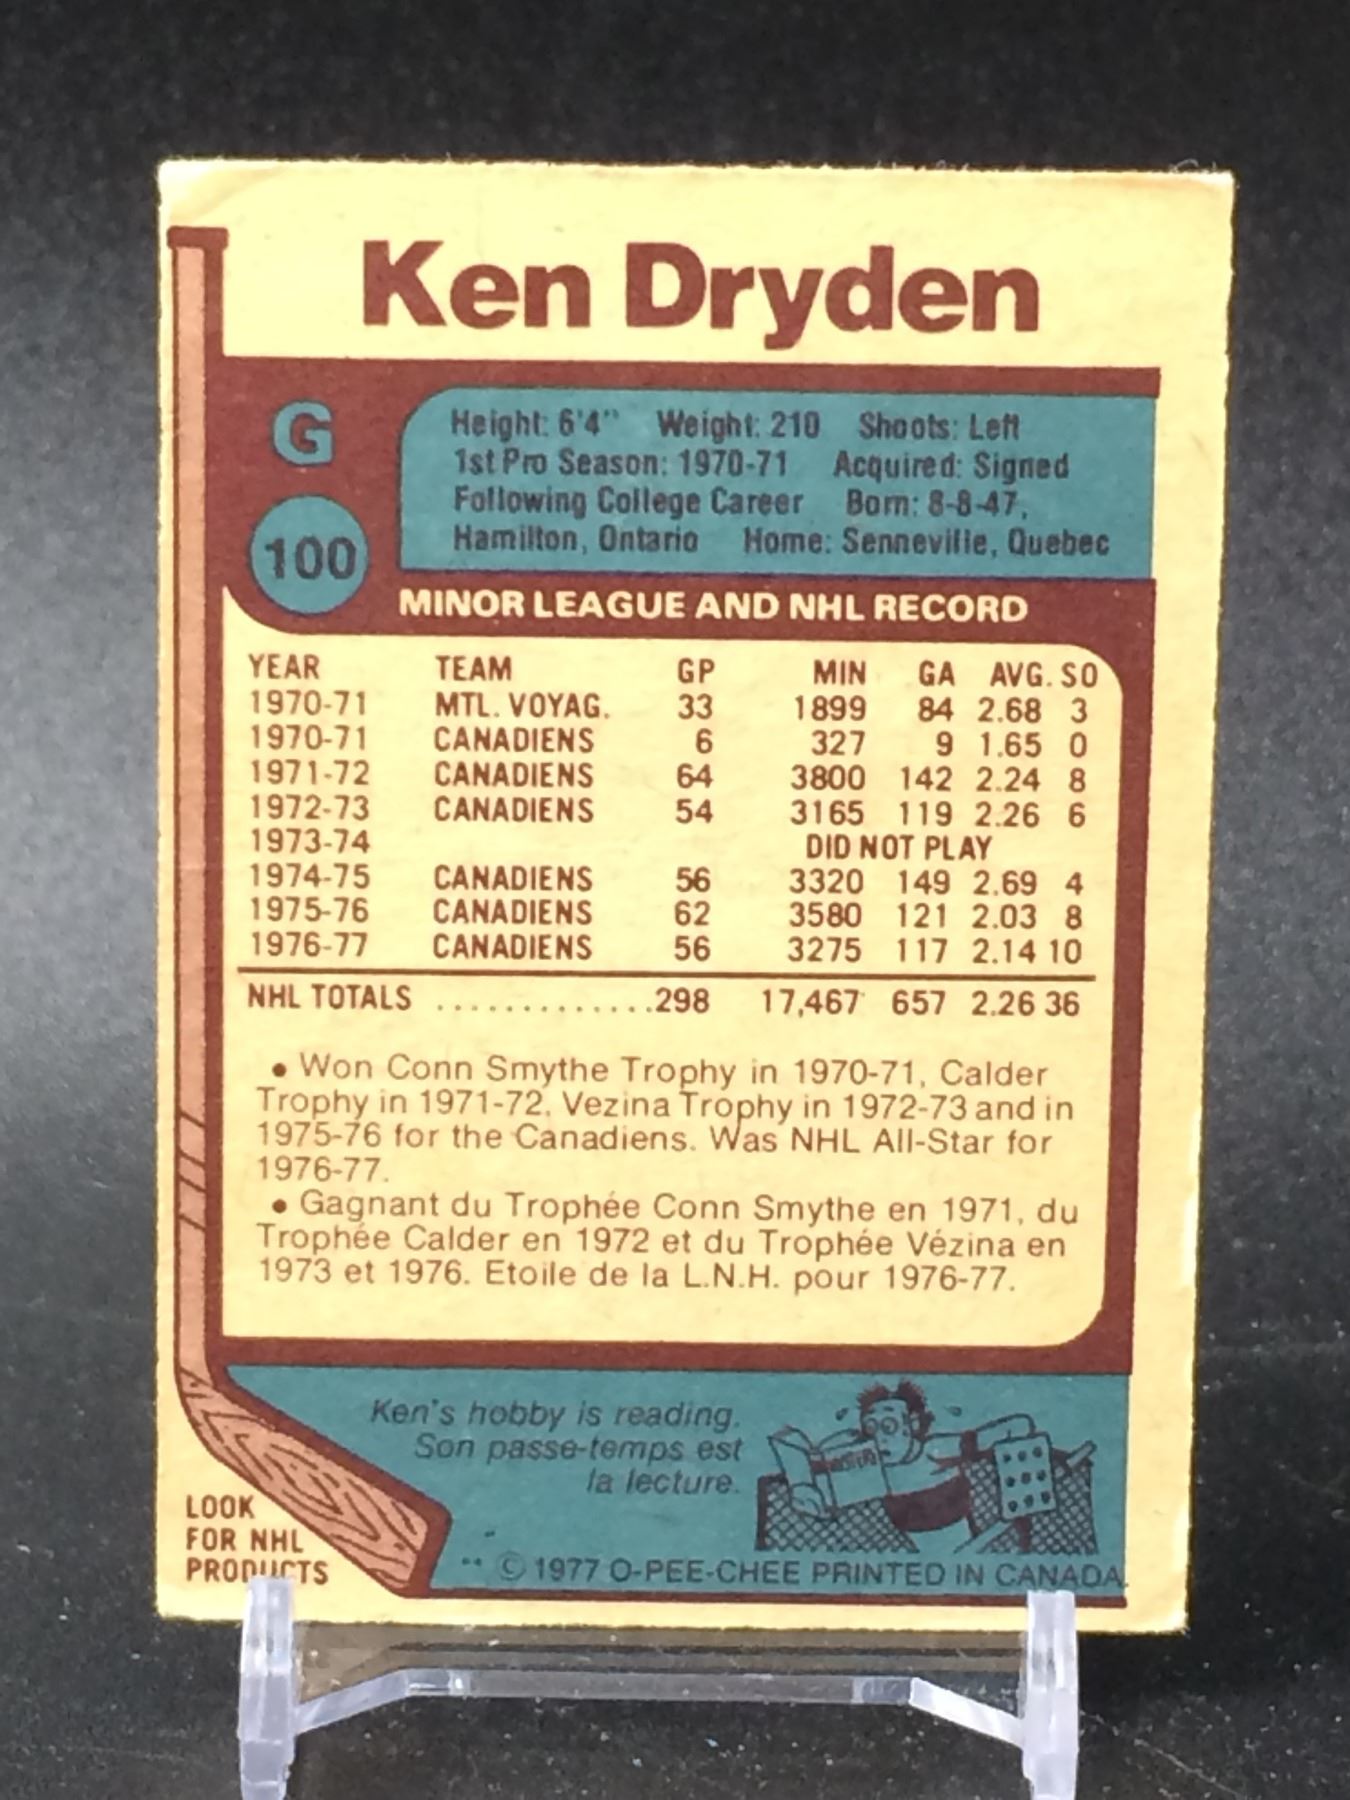 Ken Dryden
G
100
Height: 6'4" Weight: 210 Shoots: Left
1st Pro Season: 1970-71 Acquired: Signed
Following College Career Born: 8-8-47,
Hamilton, Ontario Home: Senneville, Quebec
MINOR LEAGUE AND NHL RECORD
YEAR TEAM GP MIN GA AVG. SO
1970-71 MTL. VOYAG. 33 1899 84 2.68 3
1970-71 CANADIENS 6 327 9 1.65 0
1971-72 CANADIENS 64 3800 142 2.24 8
1972-73 CANADIENS 54 3165 119 2.26 6
1973-74 DID NOT PLAY
1974-75 CANADIENS 56 3320 149 2.69 4
1975-76 CANADIENS 62 3580 121 2.03 8
1976-77 CANADIENS 56 3275 117 2.14 10
NHL TOTALS .............298 17,467 657 2.26 36
• Won Conn Smythe Trophy in 1970-71, Calder
Trophy in 1971-72, Vezina Trophy in 1972-73 and in
1975-76 for the Canadiens. Was NHL All-Star for
1976-77.
• Gagnant du Trophée Conn Smythe en 1971, du
Trophée Calder en 1972 et du Trophée Vézina en
1973 et 1976. Etoile de la L.N.H. pour 1976-77.
Ken's hobby is reading.
Son passe-temps est
la lecture.
LOOK
FOR NHL
PRODUCTS
** © 1977 O-PEE-CHEE PRINTED IN CANADA.